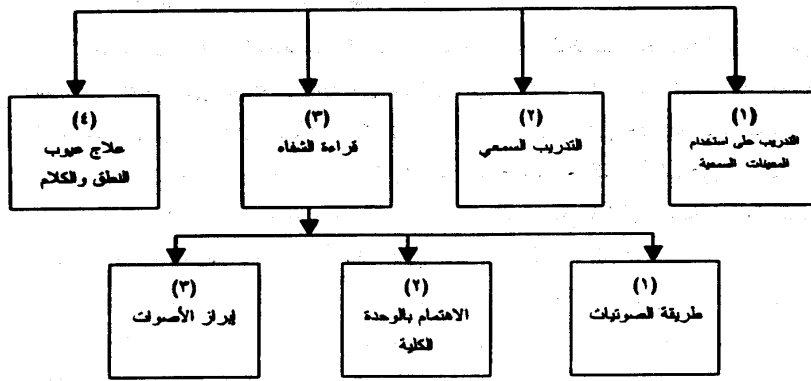 (١)
التدريب على استخدام
المعينات السمعية
(٢)
التدريب السمعي
(٣)
قراءة الشفاه
(٤)
علاج عيوب
النطق والكلام
(١)
طريقة الصوتيات
(٢)
الاهتمام بالوحدة
الكلية
(٣)
إبراز الأصوات